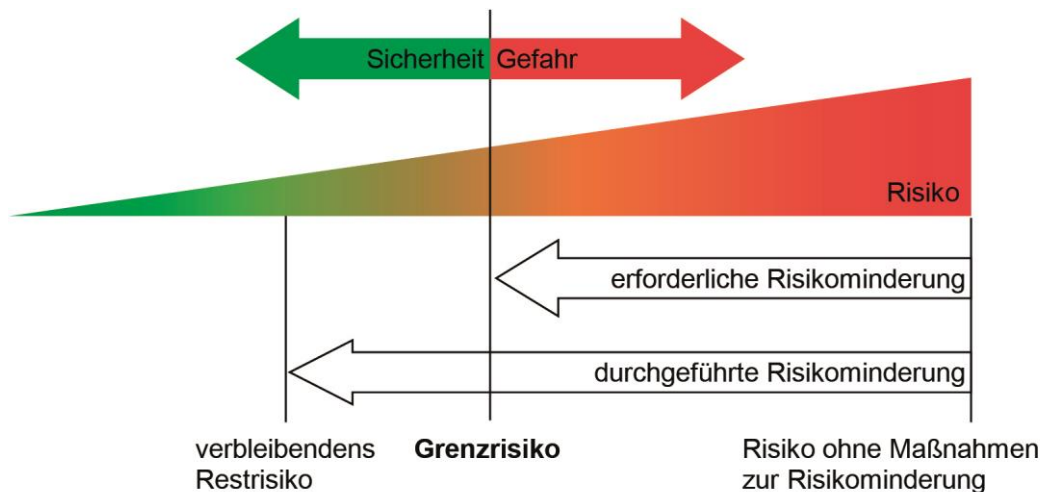 Sicherheit Gefahr
Risiko
erforderliche Risikominderung
durchgeführte Risikominderung
verbleibendens
Restrisiko
Grenzrisiko
Risiko ohne Maßnahmen
zur Risikominderung